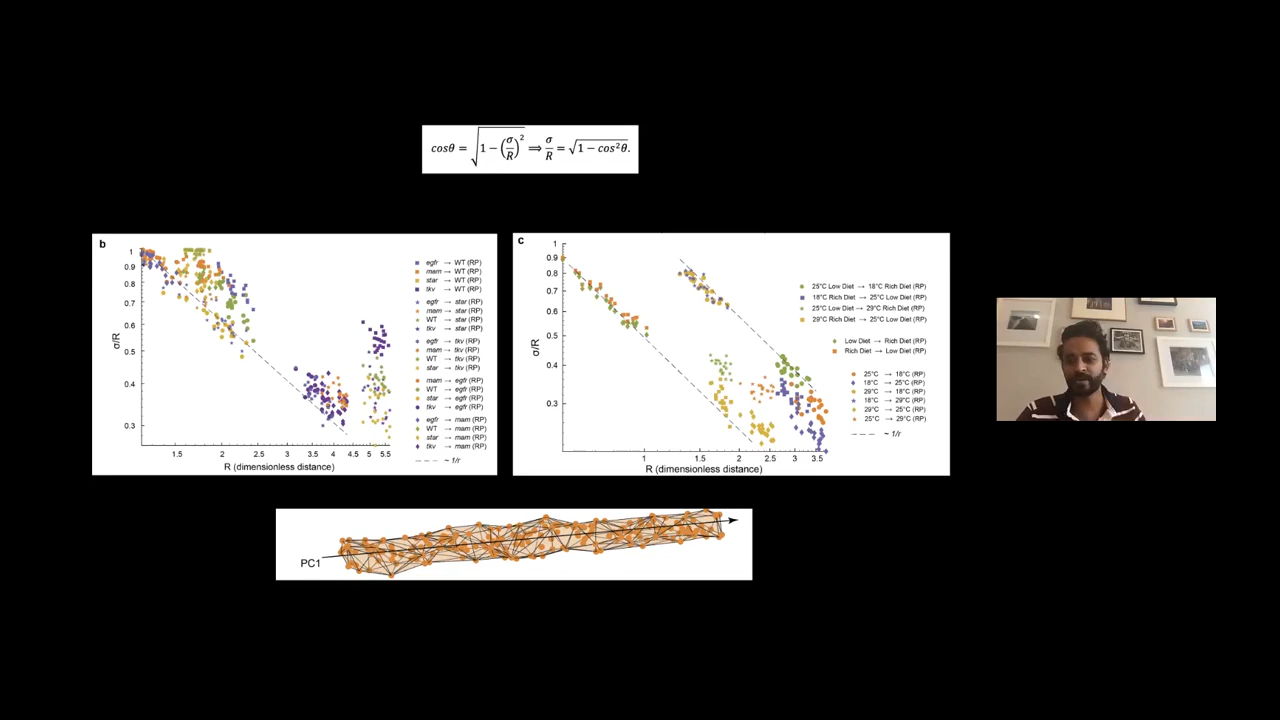 cosθ = √1 − (σ/R)² ⟹ σ/R = √1 − cos²θ.
b
1
0.9
0.8
0.7
0.6
0.5
0.4
0.3
σ/R
1.5 2 2.5 3 3.5 4 4.5 5 5.5
R (dimensionless distance)
egfr → WT (RP)
mam → WT (RP)
star → WT (RP)
tkv → WT (RP)
egfr → star (RP)
mam → star (RP)
WT → star (RP)
tkv → star (RP)
egfr → tkv (RP)
mam → tkv (RP)
WT → tkv (RP)
star → tkv (RP)
mam → egfr (RP)
WT → egfr (RP)
star → egfr (RP)
tkv → egfr (RP)
egfr → mam (RP)
WT → mam (RP)
star → mam (RP)
tkv → mam (RP)
~ 1/r
c
1
0.9
0.8
0.7
0.6
0.5
0.4
0.3
σ/R
1 1.5 2 2.5 3 3.5
R (dimensionless distance)
25°C Low Diet → 18°C Rich Diet (RP)
18°C Rich Diet → 25°C Low Diet (RP)
25°C Low Diet → 29°C Rich Diet (RP)
29°C Rich Diet → 25°C Low Diet (RP)
Low Diet → Rich Diet (RP)
Rich Diet → Low Diet (RP)
25°C → 18°C (RP)
18°C → 25°C (RP)
29°C → 18°C (RP)
18°C → 29°C (RP)
29°C → 25°C (RP)
25°C → 29°C (RP)
~ 1/r
PC1